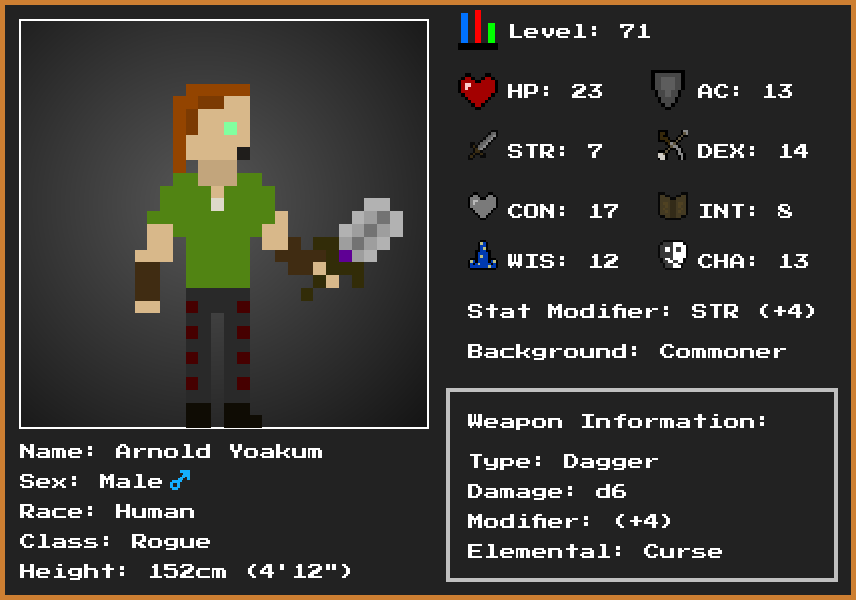 Level: 71
HP: 23 AC: 13
STR: 7 DEX: 14
CON: 17 INT: 8
WIS: 12 CHA: 13
Stat Modifier: STR (+4)
Background: Commoner
Weapon Information:
Type: Dagger
Damage: d6
Modifier: (+4)
Elemental: Curse
Name: Arnold Yoakum
Sex: Male ♂
Race: Human
Class: Rogue
Height: 152cm (4'12")